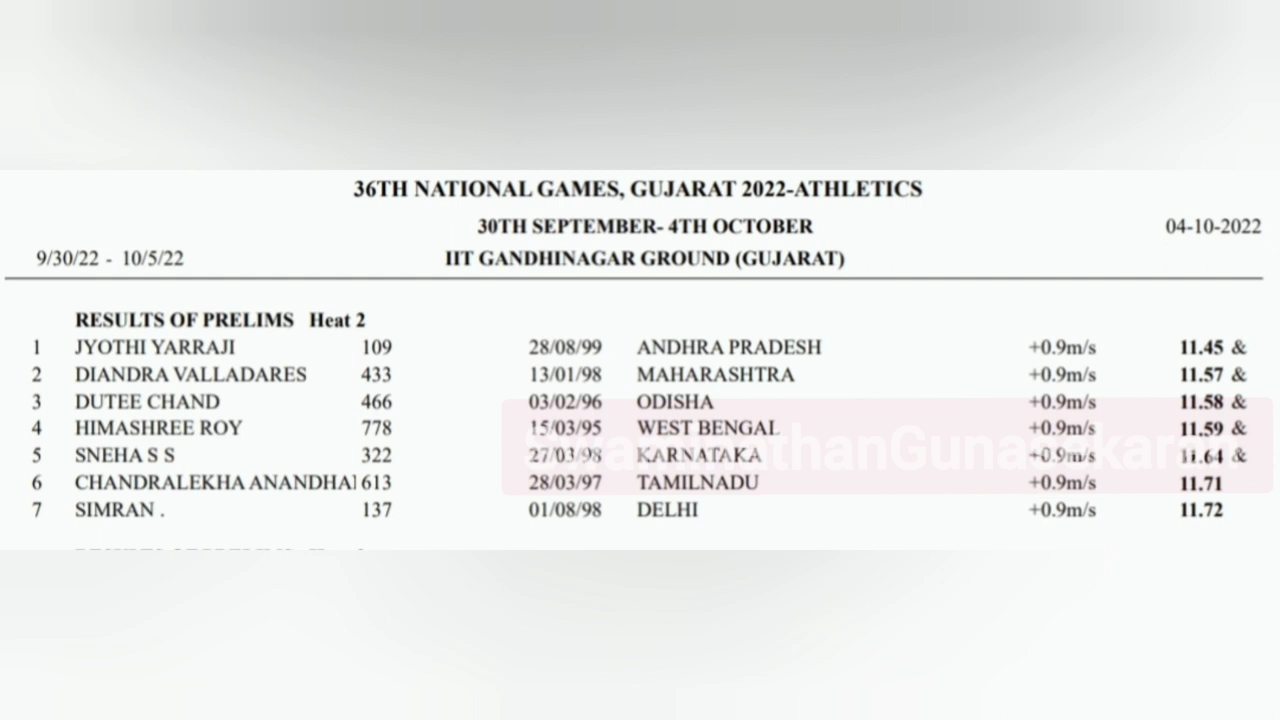 36TH NATIONAL GAMES, GUJARAT 2022-ATHLETICS
30TH SEPTEMBER- 4TH OCTOBER 04-10-2022
9/30/22 - 10/5/22 IIT GANDHINAGAR GROUND (GUJARAT)
RESULTS OF PRELIMS Heat 2
1 JYOTHI YARRAJI 109 28/08/99 ANDHRA PRADESH +0.9m/s 11.45 &
2 DIANDRA VALLADARES 433 13/01/98 MAHARASHTRA +0.9m/s 11.57 &
3 DUTEE CHAND 466 03/02/96 ODISHA +0.9m/s 11.58 &
4 HIMASHREE ROY 778 15/03/95 WEST BENGAL +0.9m/s 11.59 &
5 SNEHA S S 322 27/03/98 KARNATAKA +0.9m/s 11.64 &
SwaminathanGunasekaran
6 CHANDRALEKHA ANANDHA 613 28/03/97 TAMILNADU +0.9m/s 11.71
7 SIMRAN . 137 01/08/98 DELHI +0.9m/s 11.72